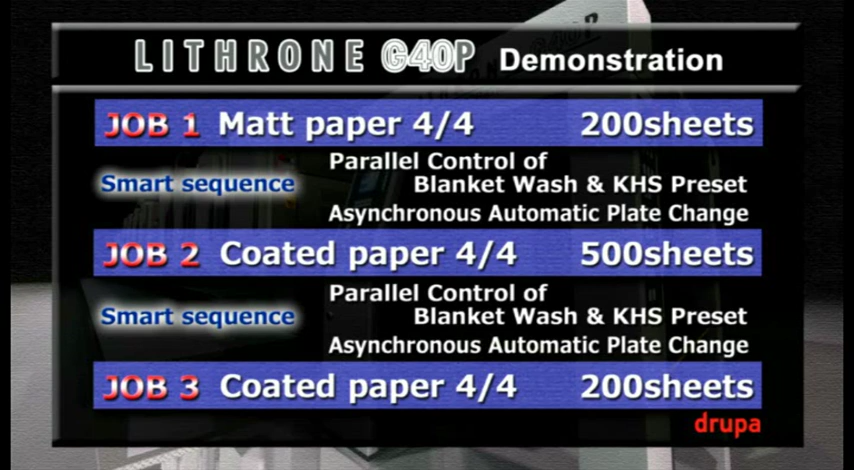 LITHRONE G40P Demonstration
JOB 1 Matt paper 4/4 200sheets
Smart sequence
Parallel Control of
Blanket Wash & KHS Preset
Asynchronous Automatic Plate Change
JOB 2 Coated paper 4/4 500sheets
Smart sequence
Parallel Control of
Blanket Wash & KHS Preset
Asynchronous Automatic Plate Change
JOB 3 Coated paper 4/4 200sheets
drupa